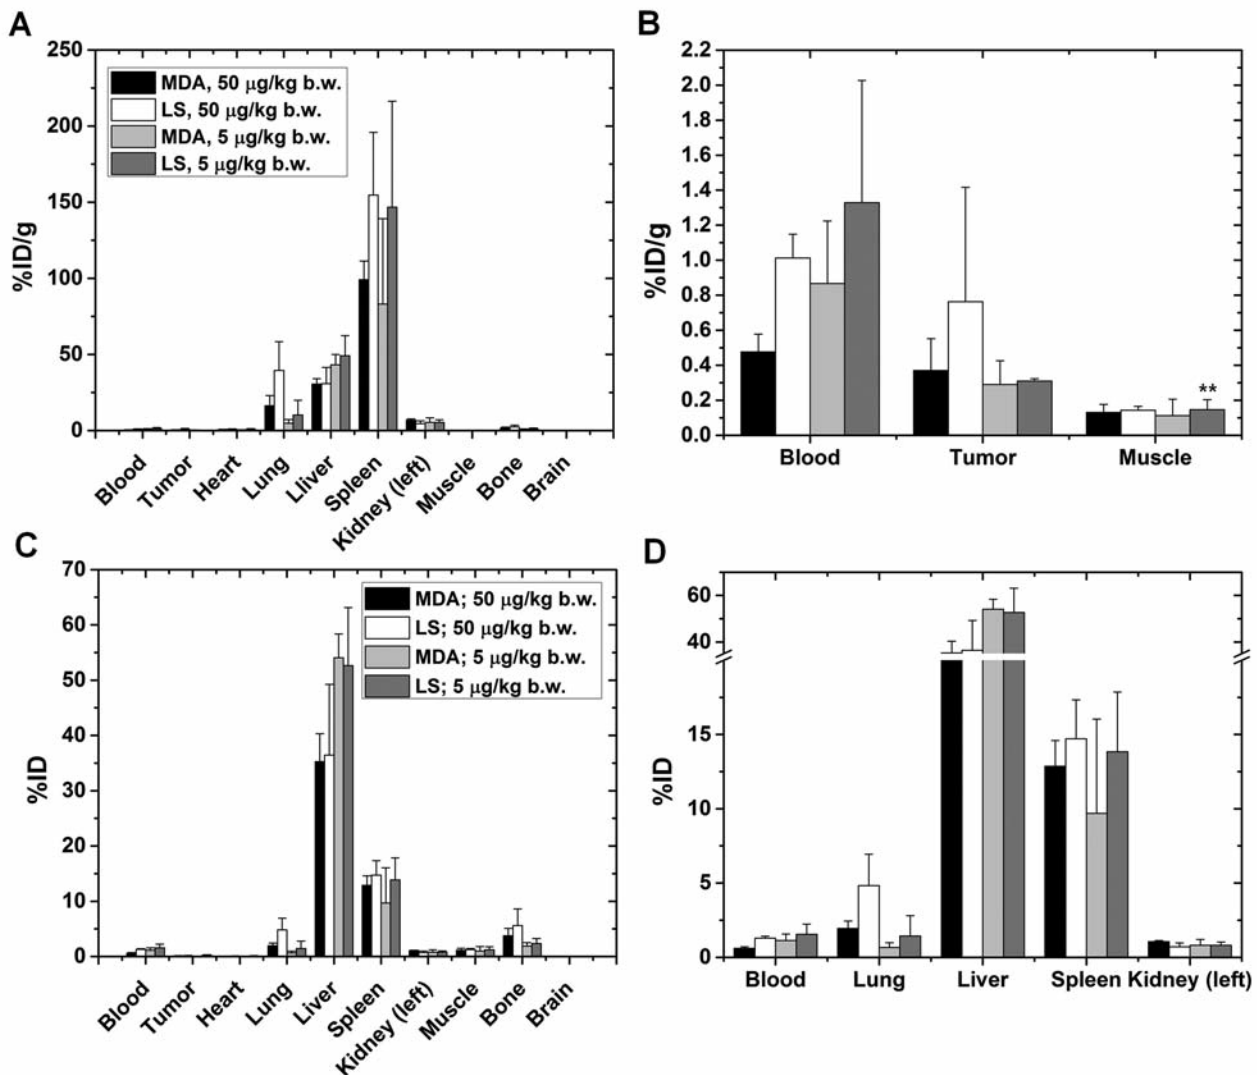 A
250
200
150
100
50
0
%ID/g
MDA, 50 µg/kg b.w.
LS, 50 µg/kg b.w.
MDA, 5 µg/kg b.w.
LS, 5 µg/kg b.w.
Blood
Tumor
Heart
Lung
Lliver
Spleen
Kidney (left)
Muscle
Bone
Brain
B
2.2
2.0
1.8
1.6
1.4
1.2
1.0
0.8
0.6
0.4
0.2
0.0
%ID/g
**
Blood Tumor Muscle
C
70
60
50
40
30
20
10
0
%ID
MDA; 50 µg/kg b.w.
LS; 50 µg/kg b.w.
MDA; 5 µg/kg b.w.
LS; 5 µg/kg b.w.
Blood
Tumor
Heart
Lung
Liver
Spleen
Kidney (left)
Muscle
Bone
Brain
D
60
40
15
10
5
0
%ID
Blood Lung Liver Spleen Kidney (left)